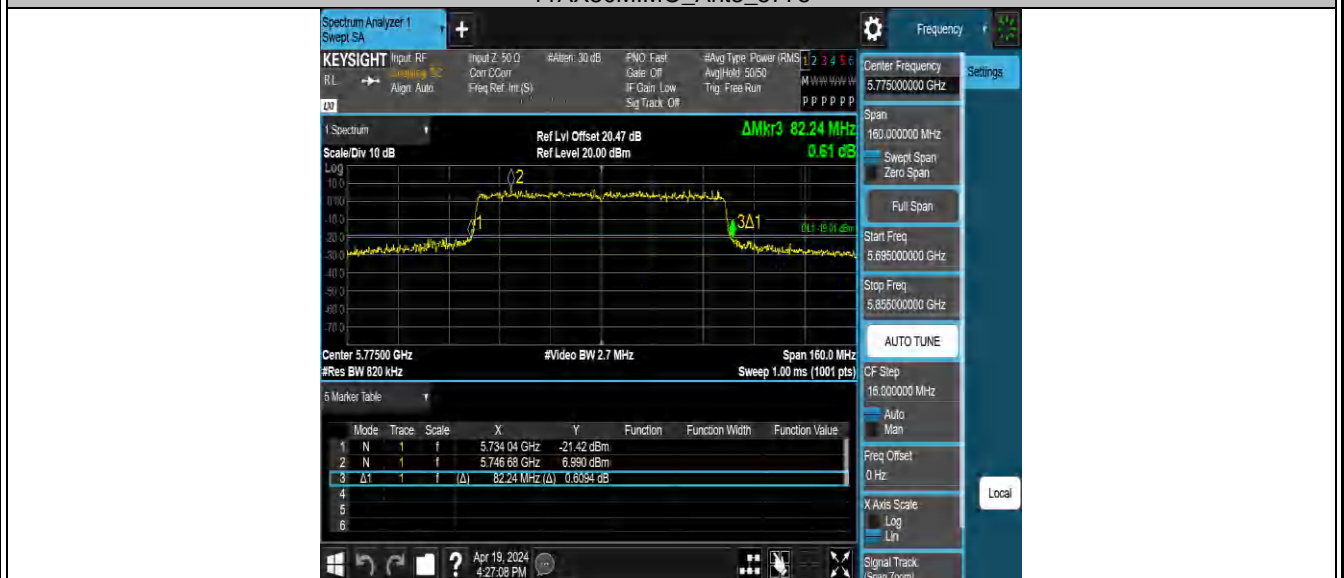 Spectrum Analyzer 1
Swept SA
+
Frequency
KEYSIGHT Input: RF Input Z: 50 Ω #Atten: 30 dB PNO: Fast #Avg Type: Power (RMS 1 2 3 4 5 6
RL Coupling: DC Corr CCorr Gate: Off Avg|Hold: 50/50 M W W W W W
Align: Auto Freq Ref: Int (S) IF Gain: Low Trig: Free Run
LXI Sig Track: Off P P P P P P
Settings
1 Spectrum
Scale/Div 10 dB
Ref Lvl Offset 20.47 dB
Ref Level 20.00 dBm
ΔMkr3 82.24 MHz
0.61 dB
Log
10.0
0.00
-10.0
-20.0
-30.0
-40.0
-50.0
-60.0
-70.0
2
1
3Δ1
DL1 -19.01 dBm
Center 5.77500 GHz #Video BW 2.7 MHz Span 160.0 MHz
#Res BW 820 kHz Sweep 1.00 ms (1001 pts)
5 Marker Table
Mode Trace Scale X Y Function Function Width Function Value
1 N 1 f 5.734 04 GHz -21.42 dBm
2 N 1 f 5.746 68 GHz 6.990 dBm
3 Δ1 1 f (Δ) 82.24 MHz (Δ) 0.6094 dB
4
5
6
Center Frequency
5.775000000 GHz
Span
160.000000 MHz
Swept Span
Zero Span
Full Span
Start Freq
5.695000000 GHz
Stop Freq
5.855000000 GHz
AUTO TUNE
CF Step
16.000000 MHz
Auto
Man
Freq Offset
0 Hz
X Axis Scale
Log
Lin
Signal Track
(Span Zoom)
Local
?
Apr 19, 2024
4:27:08 PM